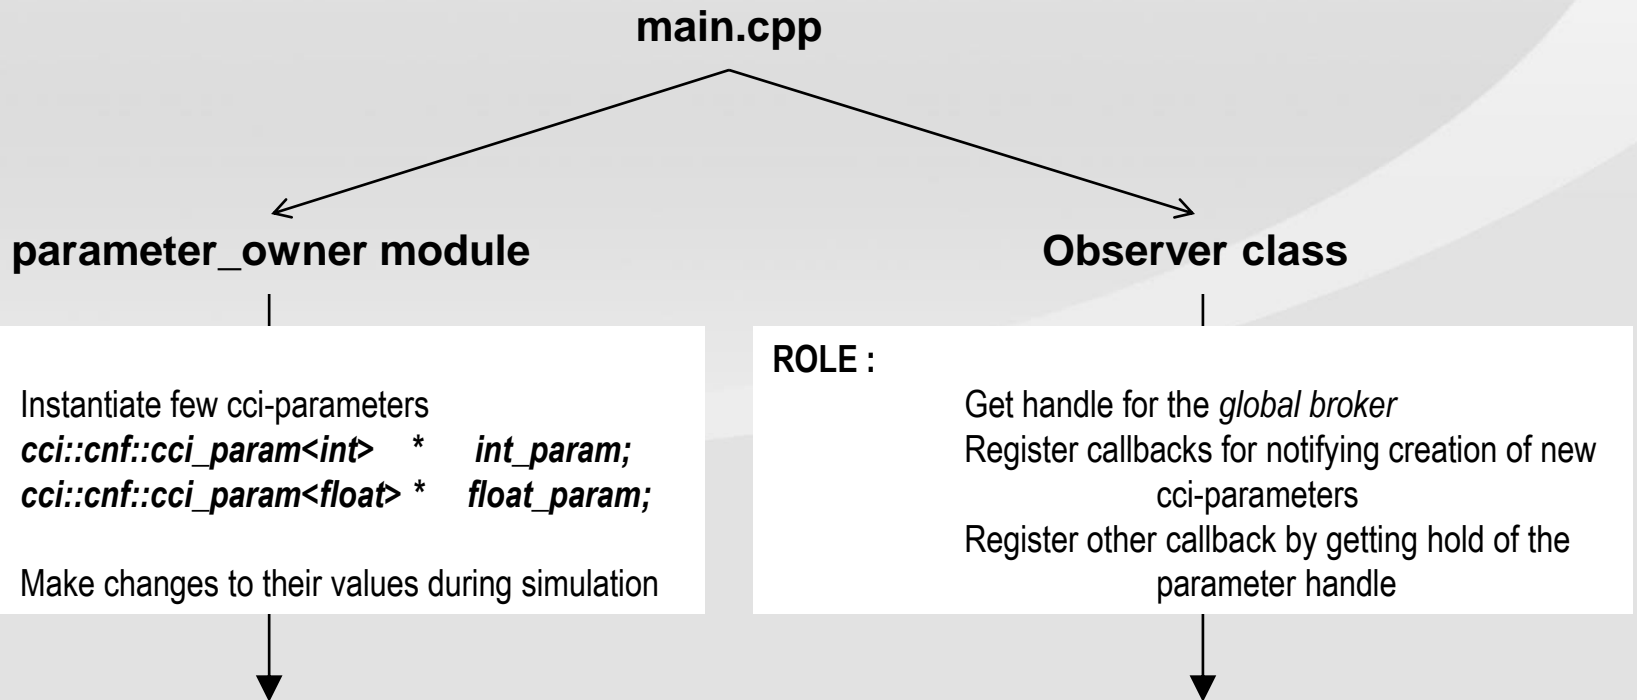 main.cpp
parameter_owner module
Observer class
Instantiate few cci-parameters
cci::cnf::cci_param<int> * int_param;
cci::cnf::cci_param<float> * float_param;
Make changes to their values during simulation
ROLE :
Get handle for the global broker
Register callbacks for notifying creation of new
cci-parameters
Register other callback by getting hold of the
parameter handle